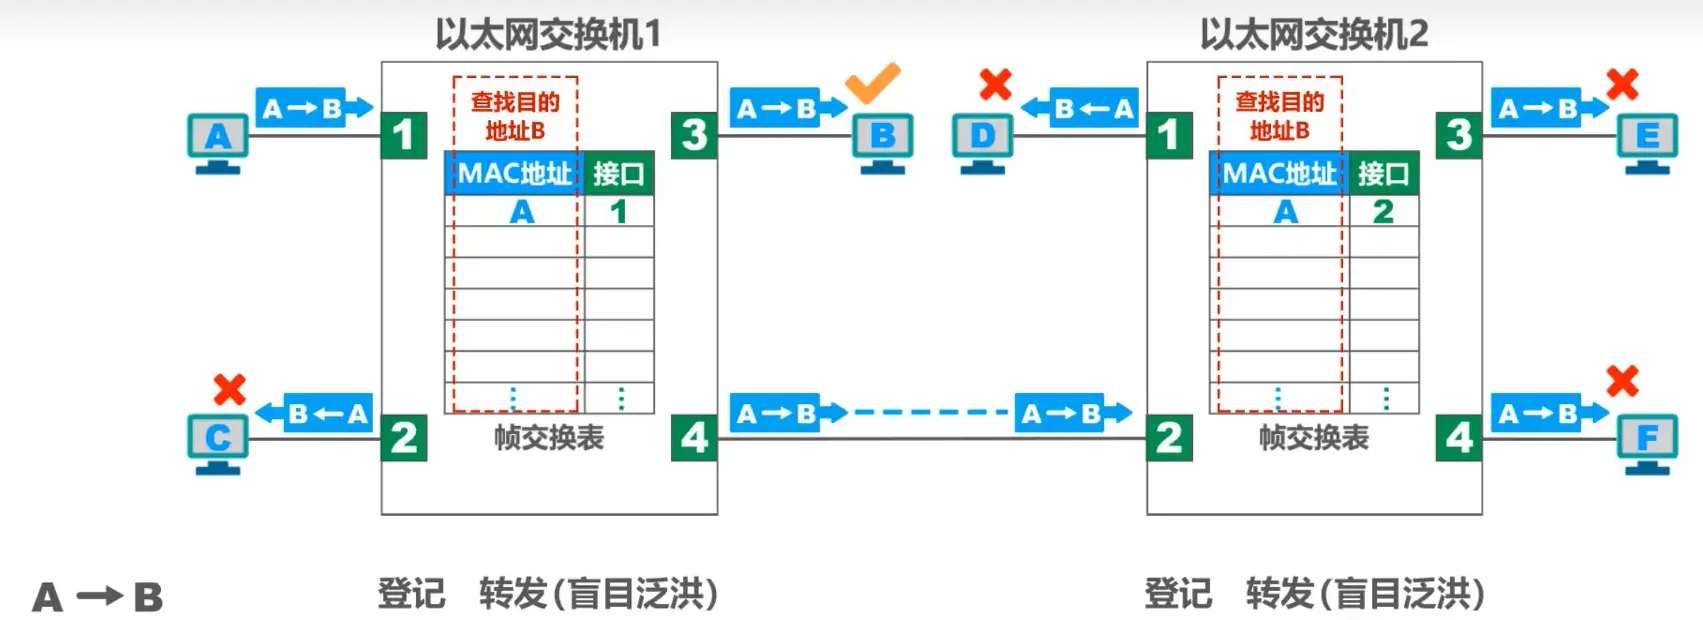 以太网交换机1
以太网交换机2
A→B
查找目的
地址B
A→B
B←A
查找目的
地址B
A→B
A
1
3
B
D
1
3
E
MAC地址
接口
MAC地址
接口
A
1
A
2
⋮
⋮
⋮
⋮
B←A
A→B
A→B
A→B
C
2
帧交换表
4
2
帧交换表
4
F
A→B
登记
转发(盲目泛洪)
登记
转发(盲目泛洪)